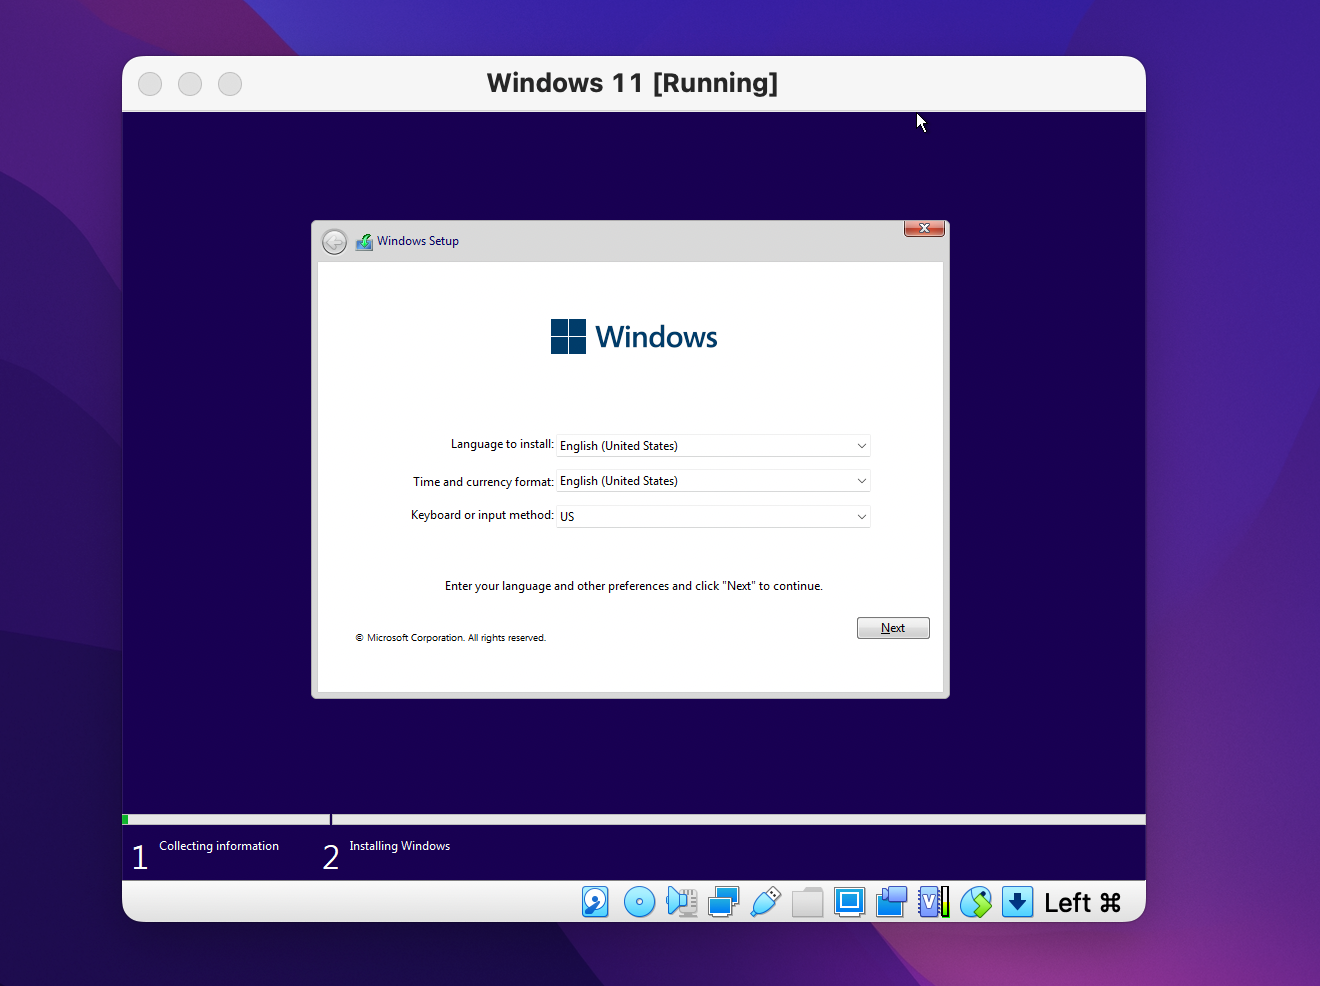 Windows 11 [Running]
Windows Setup
Windows
Language to install: English (United States)
Time and currency format: English (United States)
Keyboard or input method: US
Enter your language and other preferences and click "Next" to continue.
Next
© Microsoft Corporation. All rights reserved.
1 Collecting information 2 Installing Windows
V
Left ⌘